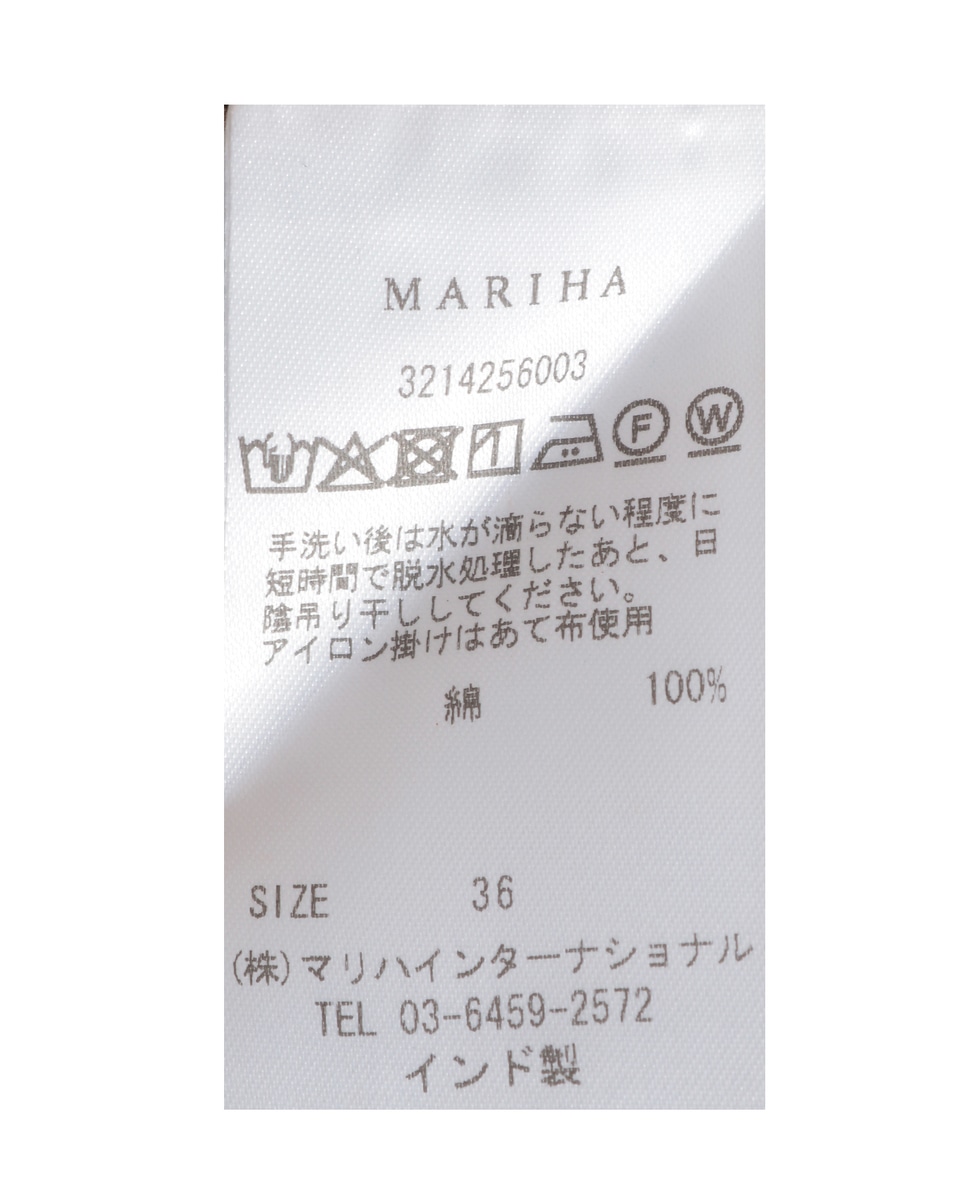 MARIHA
3214256003
F W
手洗い後は水が滴らない程度に
短時間で脱水処理したあと、日
陰吊り干ししてください。
アイロン掛けはあて布使用
綿 100%
SIZE 36
(株)マリハインターナショナル
TEL 03-6459-2572
インド製